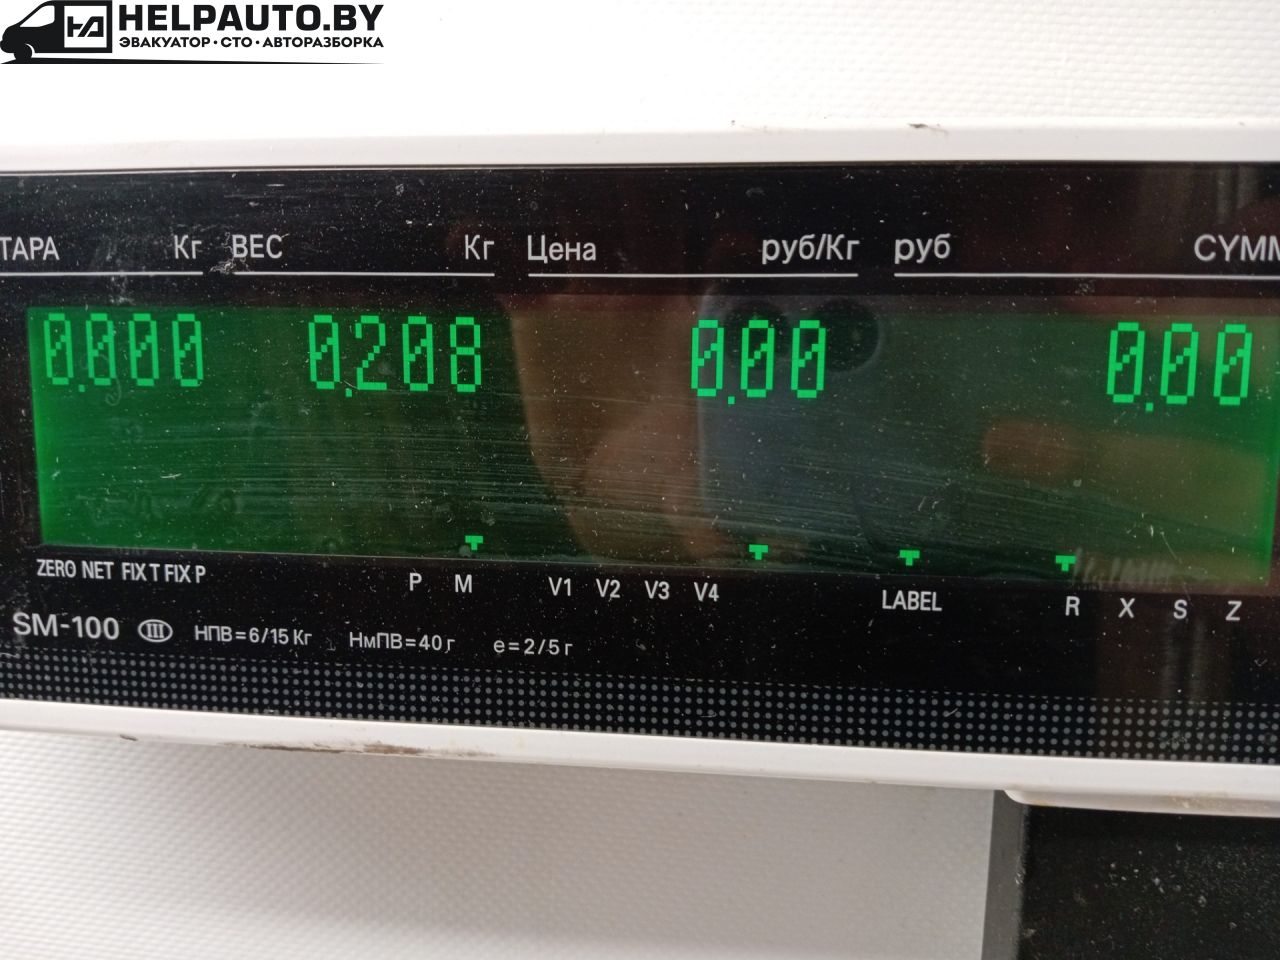 HELPAUTO.BY
ЭВАКУАТОР · СТО · АВТОРАЗБОРКА
ТАРА Кг ВЕС Кг Цена руб/Кг руб СУММ
0.000 0.208 0.00 0.00
ZERO NET FIX T FIX P P M V1 V2 V3 V4 LABEL R X S Z
SM-100 III НПВ=6/15 Кг НмПВ=40 г e=2/5 г